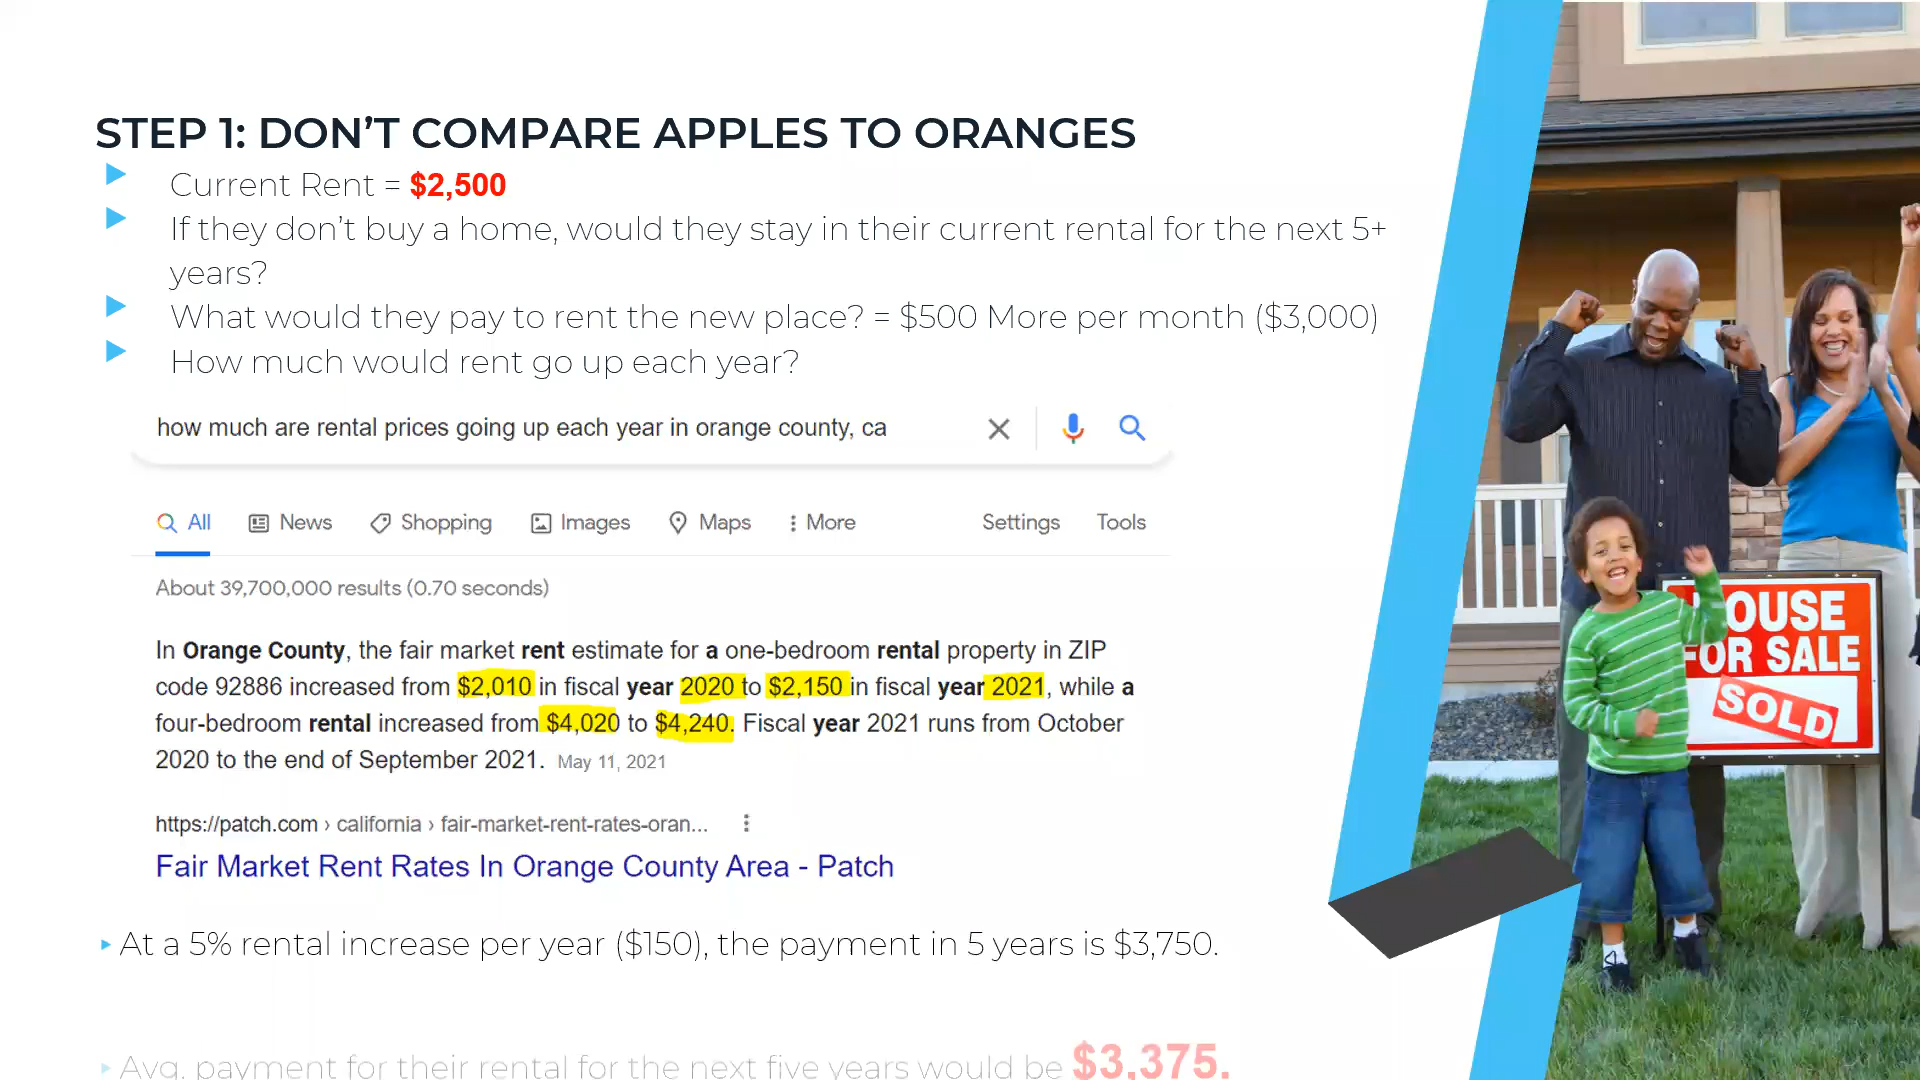 STEP 1: DON’T COMPARE APPLES TO ORANGES
Current Rent = $2,500
If they don’t buy a home, would they stay in their current rental for the next 5+
years?
What would they pay to rent the new place? = $500 More per month ($3,000)
How much would rent go up each year?
how much are rental prices going up each year in orange county, ca
All News Shopping Images Maps More Settings Tools
About 39,700,000 results (0.70 seconds)
In Orange County, the fair market rent estimate for a one-bedroom rental property in ZIP
code 92886 increased from $2,010 in fiscal year 2020 to $2,150 in fiscal year 2021, while a
four-bedroom rental increased from $4,020 to $4,240. Fiscal year 2021 runs from October
2020 to the end of September 2021. May 11, 2021
https://patch.com › california › fair-market-rent-rates-oran...
Fair Market Rent Rates In Orange County Area - Patch
At a 5% rental increase per year ($150), the payment in 5 years is $3,750.
Avg. payment for their rental for the next five years would be $3,375.
OUSE
FOR SALE
SOLD